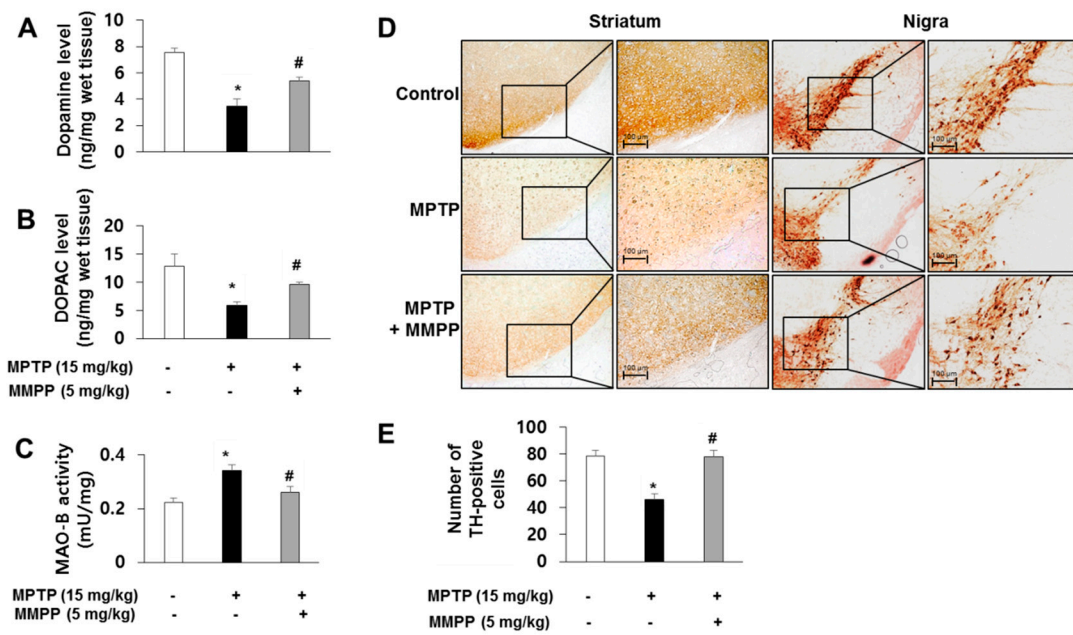 A
Dopamine level
(ng/mg wet tissue)
8
6
4
2
0
*
#
B
DOPAC level
(ng/mg wet tissue)
20
15
10
5
0
*
#
MPTP (15 mg/kg) - + +
MMPP (5 mg/kg) - - +
C
MAO-B activity
(mU/mg)
0.4
0.2
0
*
#
MPTP (15 mg/kg) - + +
MMPP (5 mg/kg) - - +
D
Striatum Nigra
Control
100 μm 100 μm
MPTP
100 μm 100 μm
MPTP
+ MMPP
100 μm 100 μm
E
Number of
TH-positive
cells
100
80
60
40
20
0
*
#
MPTP (15 mg/kg) - + +
MMPP (5 mg/kg) - - +